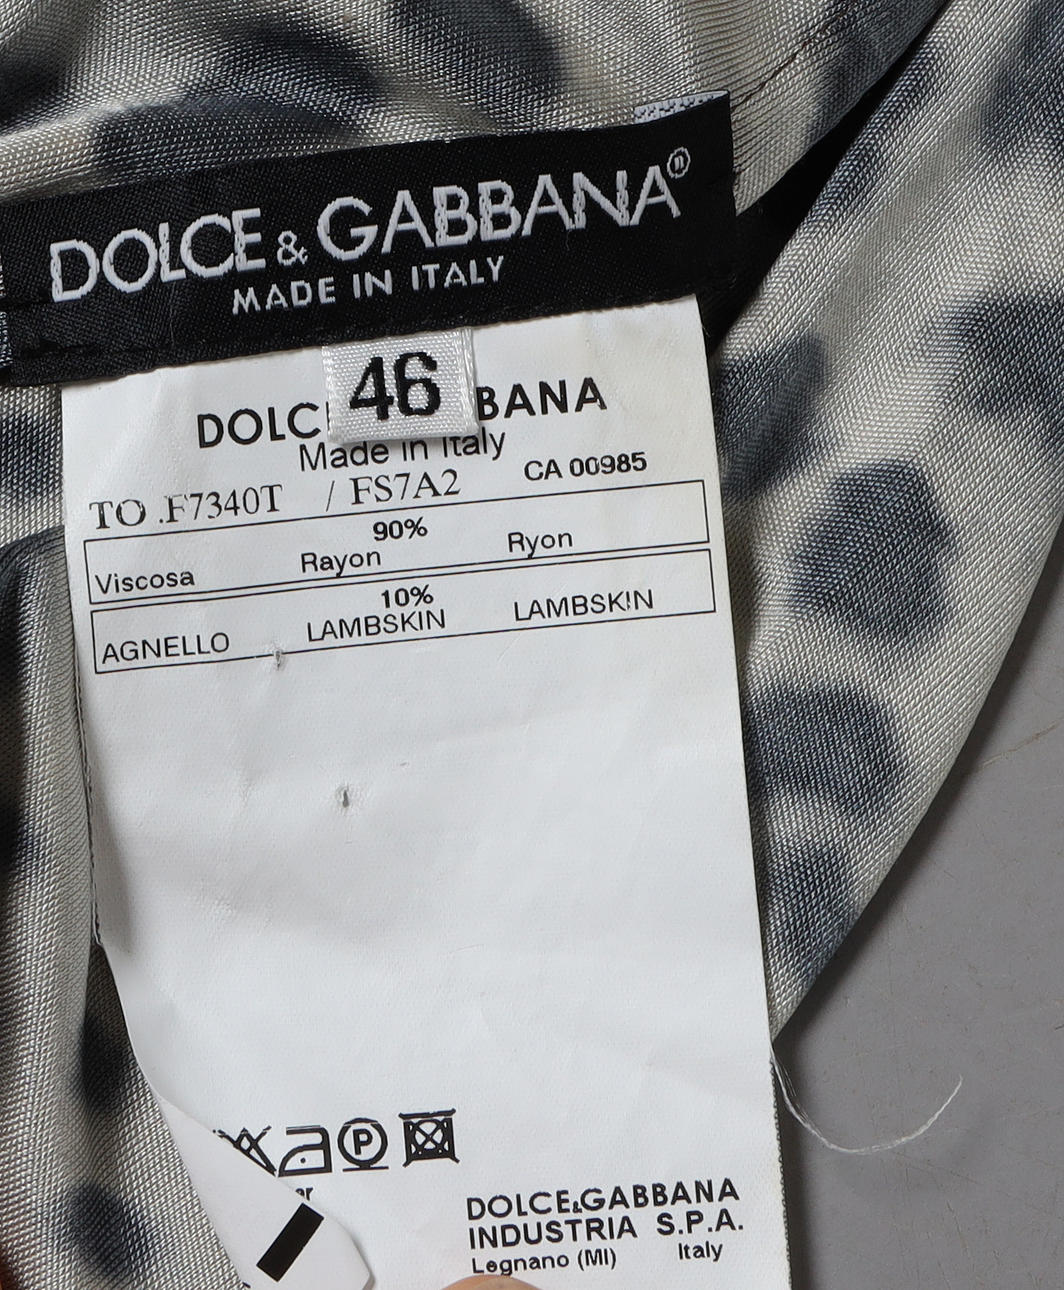 DOLCE & GABBANA®
MADE IN ITALY
46
DOLC BANA
Made in Italy
TO .F7340T / FS7A2 CA 00985
90%
Viscosa Rayon Ryon
10%
AGNELLO LAMBSKIN LAMBSKIN
P
DOLCE&GABBANA
INDUSTRIA S.P.A.
Legnano (MI) Italy